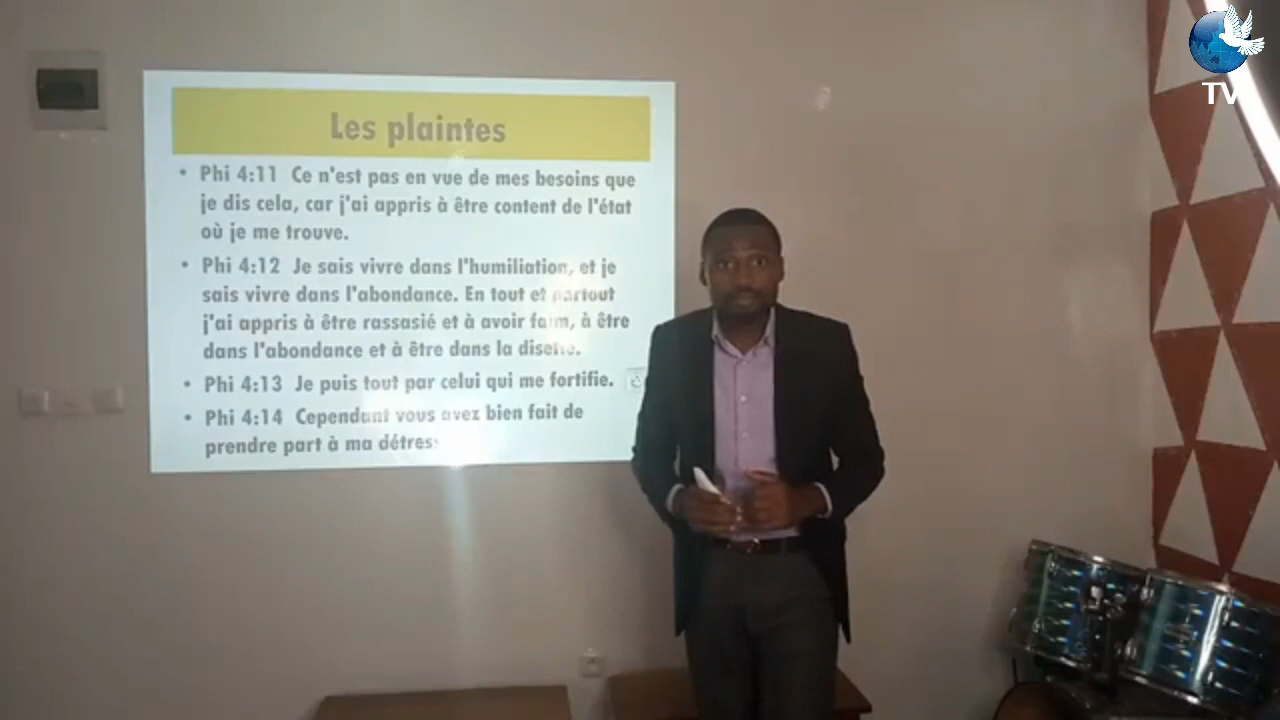 Les plaintes
• Phi 4:11 Ce n'est pas en vue de mes besoins que
je dis cela, car j'ai appris à être content de l'état
où je me trouve.
• Phi 4:12 Je sais vivre dans l'humiliation, et je
sais vivre dans l'abondance. En tout et partout
j'ai appris à être rassasié et à avoir faim, à être
dans l'abondance et à être dans la disette.
• Phi 4:13 Je puis tout par celui qui me fortifie.
• Phi 4:14 Cependant vous avez bien fait de
prendre part à ma
TV